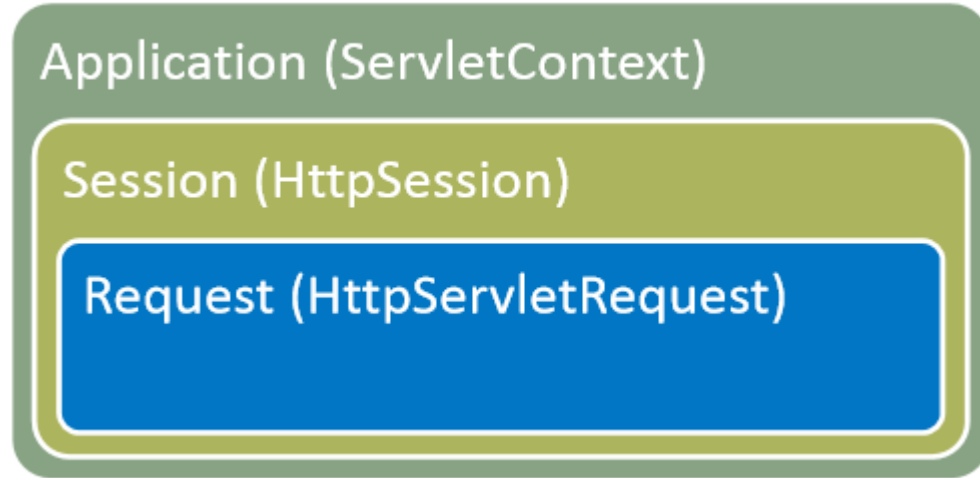 Application (ServletContext)
Session (HttpSession)
Request (HttpServletRequest)